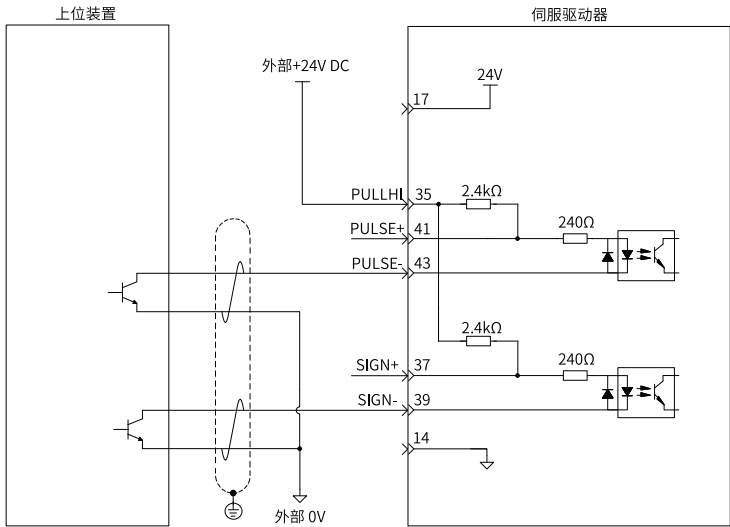 上位装置
伺服驱动器
外部+24V DC
24V
17
PULLHI 35
2.4kΩ
PULSE+ 41
240Ω
PULSE- 43
2.4kΩ
SIGN+ 37
240Ω
SIGN- 39
14
外部 0V